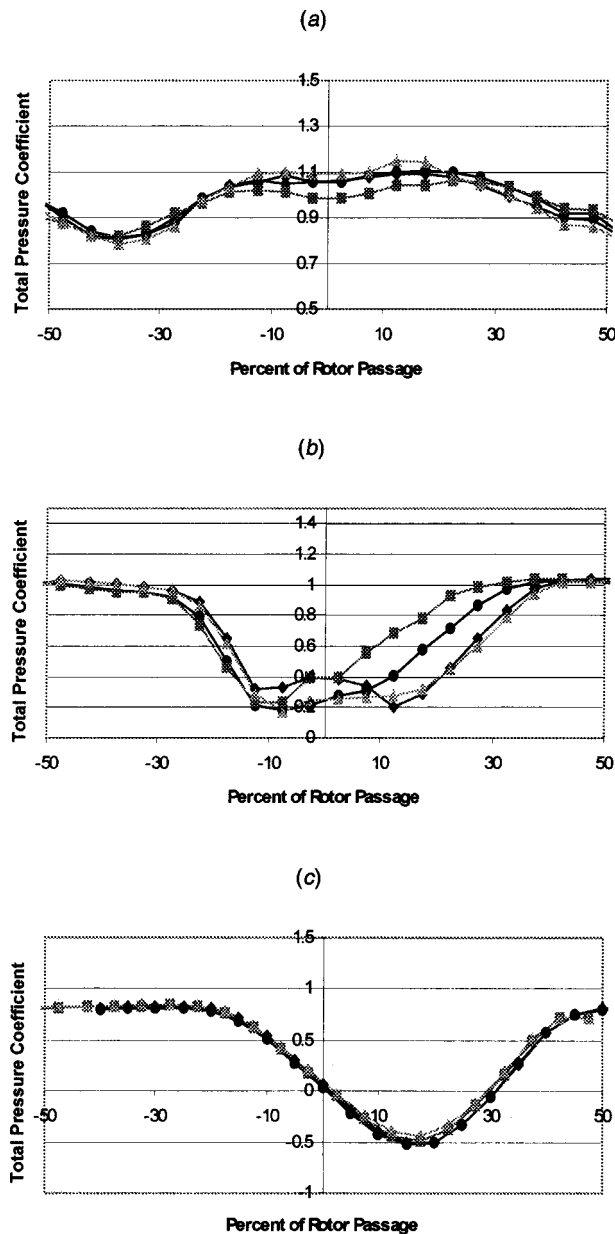 (a)
1.5
1.3
1.1
0.9
0.7
0.5
-50 -30 -10 10 30 50
Total Pressure Coefficient
Percent of Rotor Passage
(b)
1.4
1.2
1
0.8
0.6
0.4
0.2
0
-50 -30 -10 10 30 50
Total Pressure Coefficient
Percent of Rotor Passage
(c)
1.5
1
0.5
0
-50 -30 -10 10 30 50
-0.5
-1
Total Pressure Coefficient
Percent of Rotor Passage